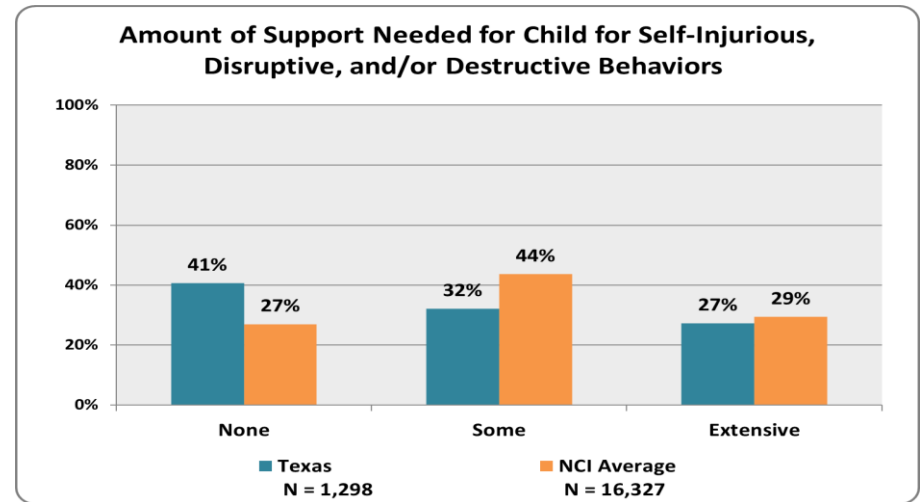 Amount of Support Needed for Child for Self-Injurious,
Disruptive, and/or Destructive Behaviors
100%
80%
60%
40%
20%
0%
41%
27%
32%
44%
27%
29%
None
Some
Extensive
Texas
N = 1,298
NCI Average
N = 16,327